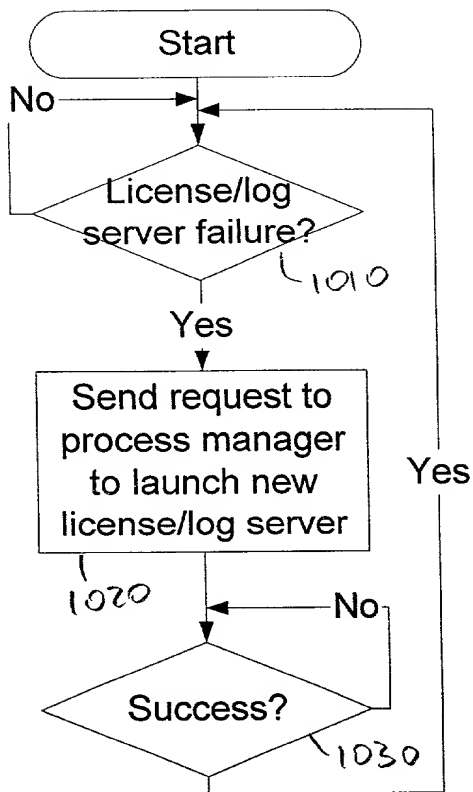 Start
No
License/log
server failure?
1010
Yes
Send request to
process manager
to launch new
license/log server
Yes
1020
No
Success?
1030